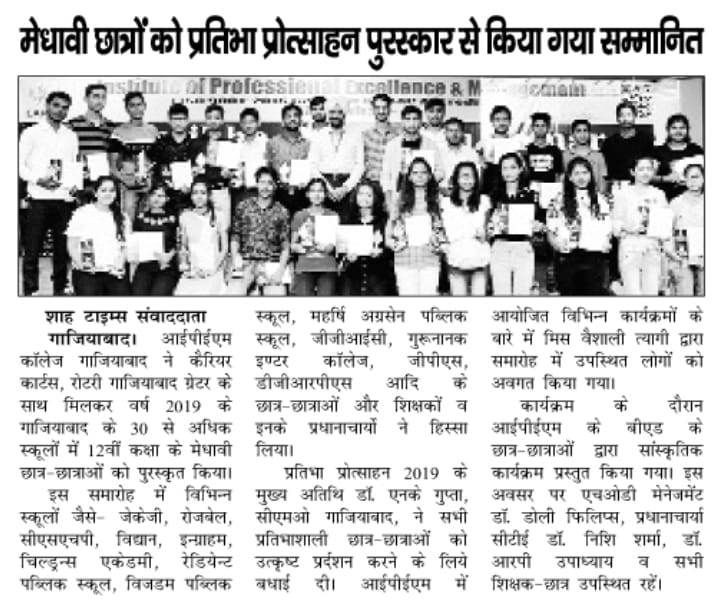 मेधावी छात्रों को प्रतिभा प्रोत्साहन पुरस्कार से किया गया सम्मानित
Institute of Professional Excellence & Management
शाह टाइम्स संवाददाता
गाजियाबाद। आईपीईएम
कॉलेज गाजियाबाद ने कैरियर
कार्टस, रोटरी गाजियाबाद ग्रेटर के
साथ मिलकर वर्ष 2019 के
गाजियाबाद के 30 से अधिक
स्कूलों में 12वीं कक्षा के मेधावी
छात्र-छात्राओं को पुरस्कृत किया।
इस समारोह में विभिन्न
स्कूलों जैसे- जेकेजी, रोजबेल,
सीएसएचपी, विद्यान, इन्ग्राहम,
चिल्ड्रन्स एकेडमी, रेडियेन्ट
पब्लिक स्कूल, विजडम पब्लिक
स्कूल, महर्षि अग्रसेन पब्लिक
स्कूल, जीजीआईसी, गुरूनानक
इण्टर कॉलेज, जीपीएस,
डीजीआरपीएस आदि के
छात्र-छात्राओं और शिक्षकों व
इनके प्रधानाचार्यो ने हिस्सा
लिया।
प्रतिभा प्रोत्साहन 2019 के
मुख्य अतिथि डॉ. एनके गुप्ता,
सीएमओ गाजियाबाद, ने सभी
प्रतिभाशाली छात्र-छात्राओं को
उत्कृष्ट प्रर्दशन करने के लिये
बधाई दी। आईपीईएम में
आयोजित विभिन्न कार्यक्रमों के
बारे में मिस वैशाली त्यागी द्वारा
समारोह में उपस्थित लोगों को
अवगत किया गया।
कार्यक्रम के दौरान
आईपीईएम के बीएड के
छात्र-छात्राओं द्वारा सांस्कृतिक
कार्यक्रम प्रस्तुत किया गया। इस
अवसर पर एचओडी मेनेजमेंट
डॉ. डोली फिलिप्स, प्रधानाचार्या
सीटीई डॉ. निशि शर्मा, डॉ.
आरपी उपाध्याय व सभी
शिक्षक-छात्र उपस्थित रहें।